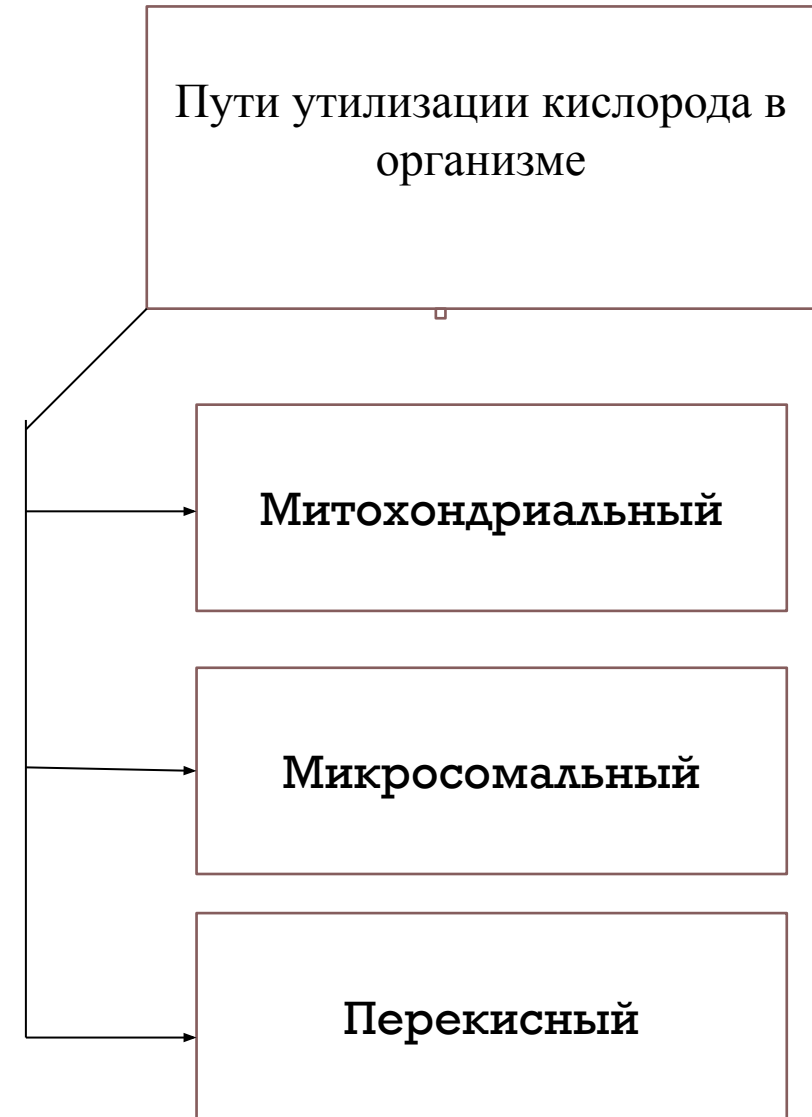 Пути утилизации кислорода в
организме
Митохондриальный
Микросомальный
Перекисный